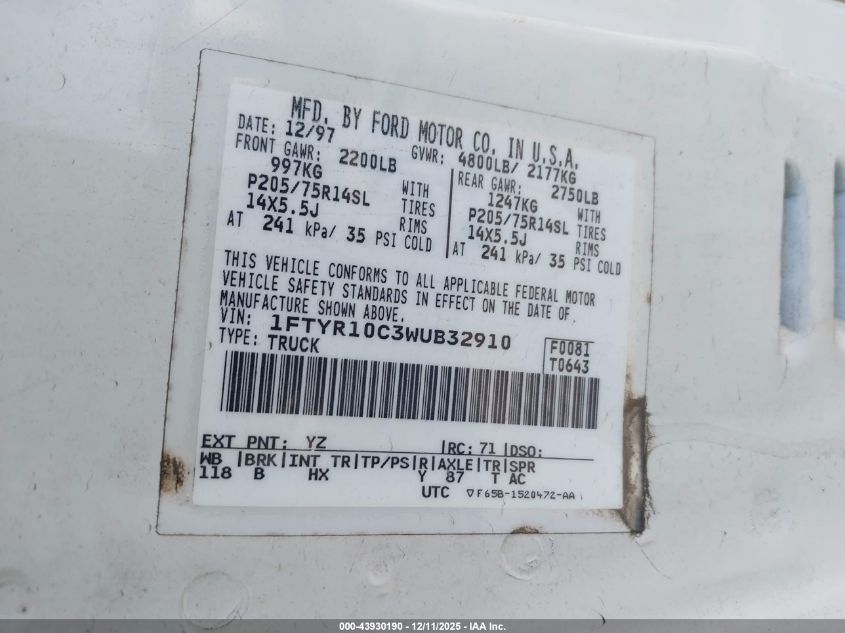 MFD. BY FORD MOTOR CO. IN U.S.A.
DATE: 12/97 GVWR: 4800LB/ 2177KG
FRONT GAWR: 2200LB REAR GAWR: 2750LB
997KG WITH 1247KG WITH
P205/75R14SL TIRES P205/75R14SL TIRES
14X5.5J RIMS 14X5.5J RIMS
AT 241 kPa/ 35 PSI COLD AT 241 kPa/ 35 PSI COLD
THIS VEHICLE CONFORMS TO ALL APPLICABLE FEDERAL MOTOR
VEHICLE SAFETY STANDARDS IN EFFECT ON THE DATE OF
MANUFACTURE SHOWN ABOVE.
VIN: 1FTYR10C3WUB32910 F0081
TYPE: TRUCK T0643
EXT PNT: YZ RC: 71 DSO:
WB BRK INT TR TP/PS R AXLE TR SPR
118 B HX Y 87 T AC
UTC ▽F65B-1520472-AA
000-43930190 - 12/11/2025 - IAA Inc.